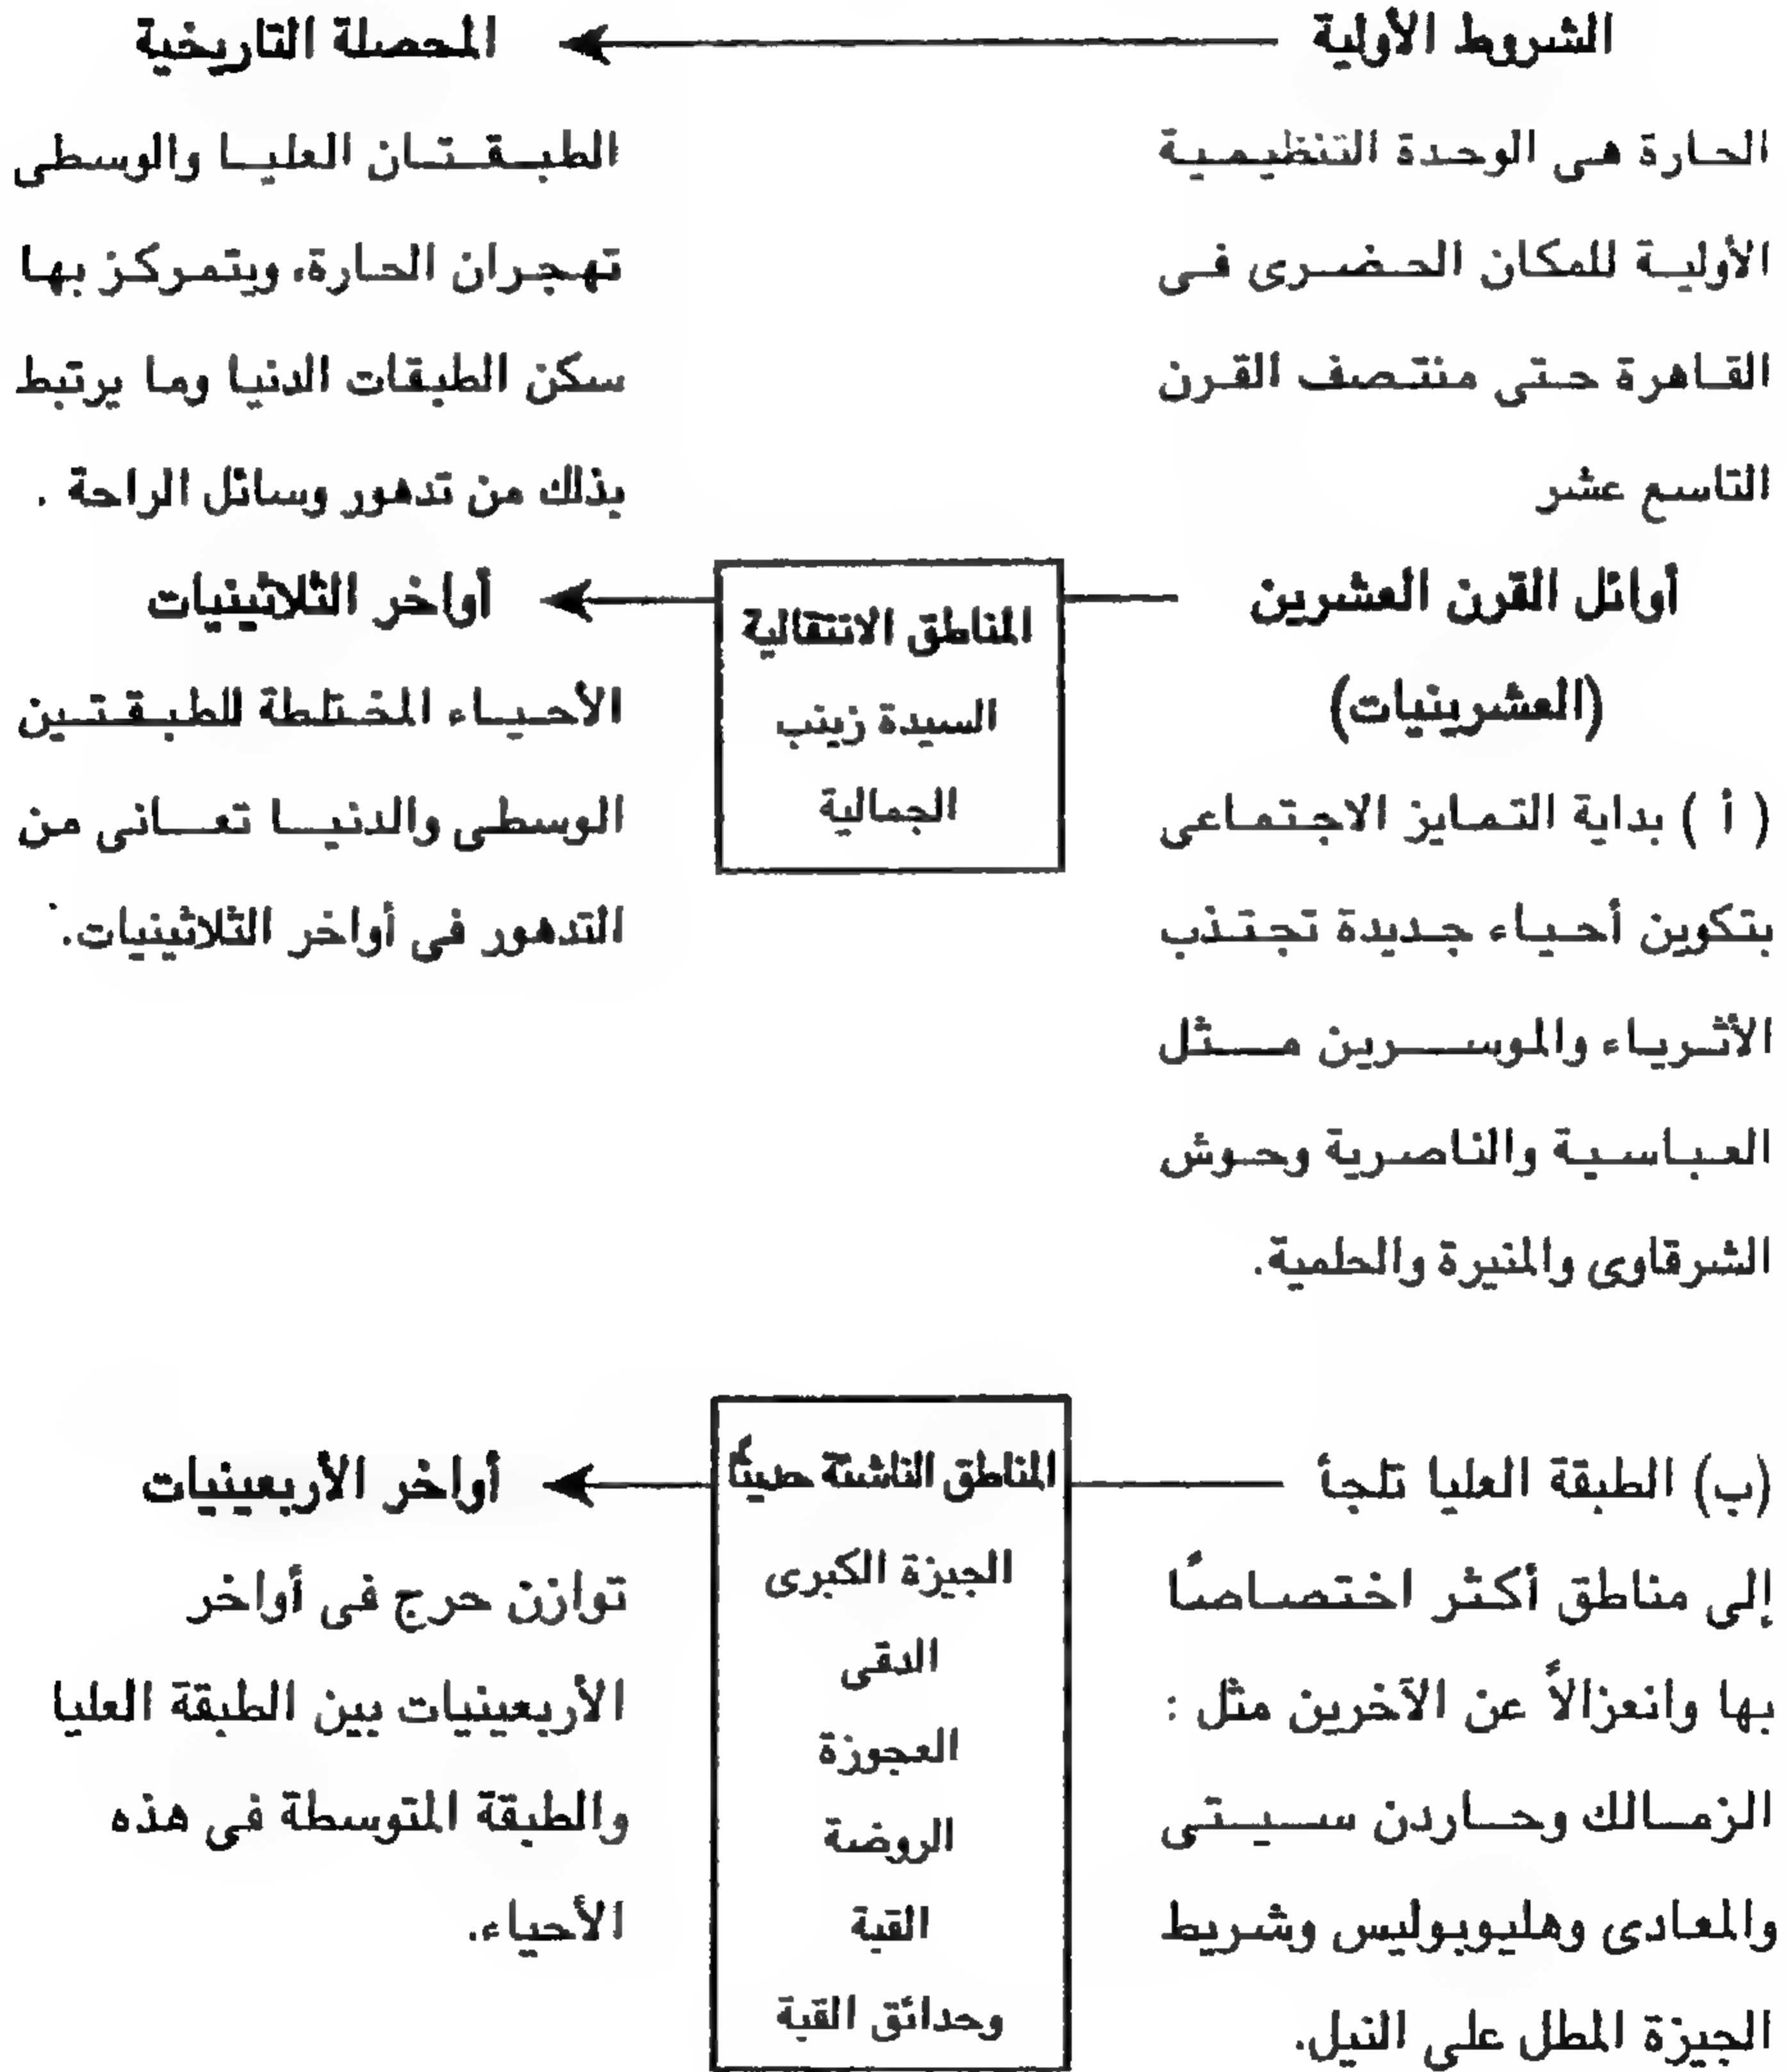 الشروط الأولية
المحصلة التاريخية
الحارة هى الوحدة التنظيمية
الأولية للمكان الحضرى فى
القاهرة حتى منتصف القرن
التاسع عشر
الطبقتان العليا والوسطى
تهجران الحارة، ويتمركز بها
سكن الطبقات الدنيا وما يرتبط
بذلك من تدهور وسائل الراحة .
أوائل القرن العشرين
(العشرينيات)
(أ) بداية التمايز الاجتماعى
بتكوين أحياء جديدة تجتذب
الأثرياء والموسرين مثل
العباسية والناصرية وحوش
الشرقاوى والمنيرة والحلمية.
المناطق الانتقالية
السيدة زينب
الجمالية
أواخر الثلاثينيات
الأحياء المختلطة للطبقتين
الوسطى والدنيا تعانى من
التدهور فى أواخر الثلاثينيات.
(ب) الطبقة العليا تلجأ
إلى مناطق أكثر اختصاصًا
بها وانعزالاً عن الآخرين مثل :
الزمالك وحاردن سيتى
والمعادى وهليوبوليس وشريط
الجيزة المطل على النيل.
المناطق الناشئة حديثًا
الجيزة الكبرى
الدقى
العجوزة
الروضة
القبة
وحدائق القبة
أواخر الأربعينيات
توازن حرج فى أواخر
الأربعينيات بين الطبقة العليا
والطبقة المتوسطة فى هذه
الأحياء.